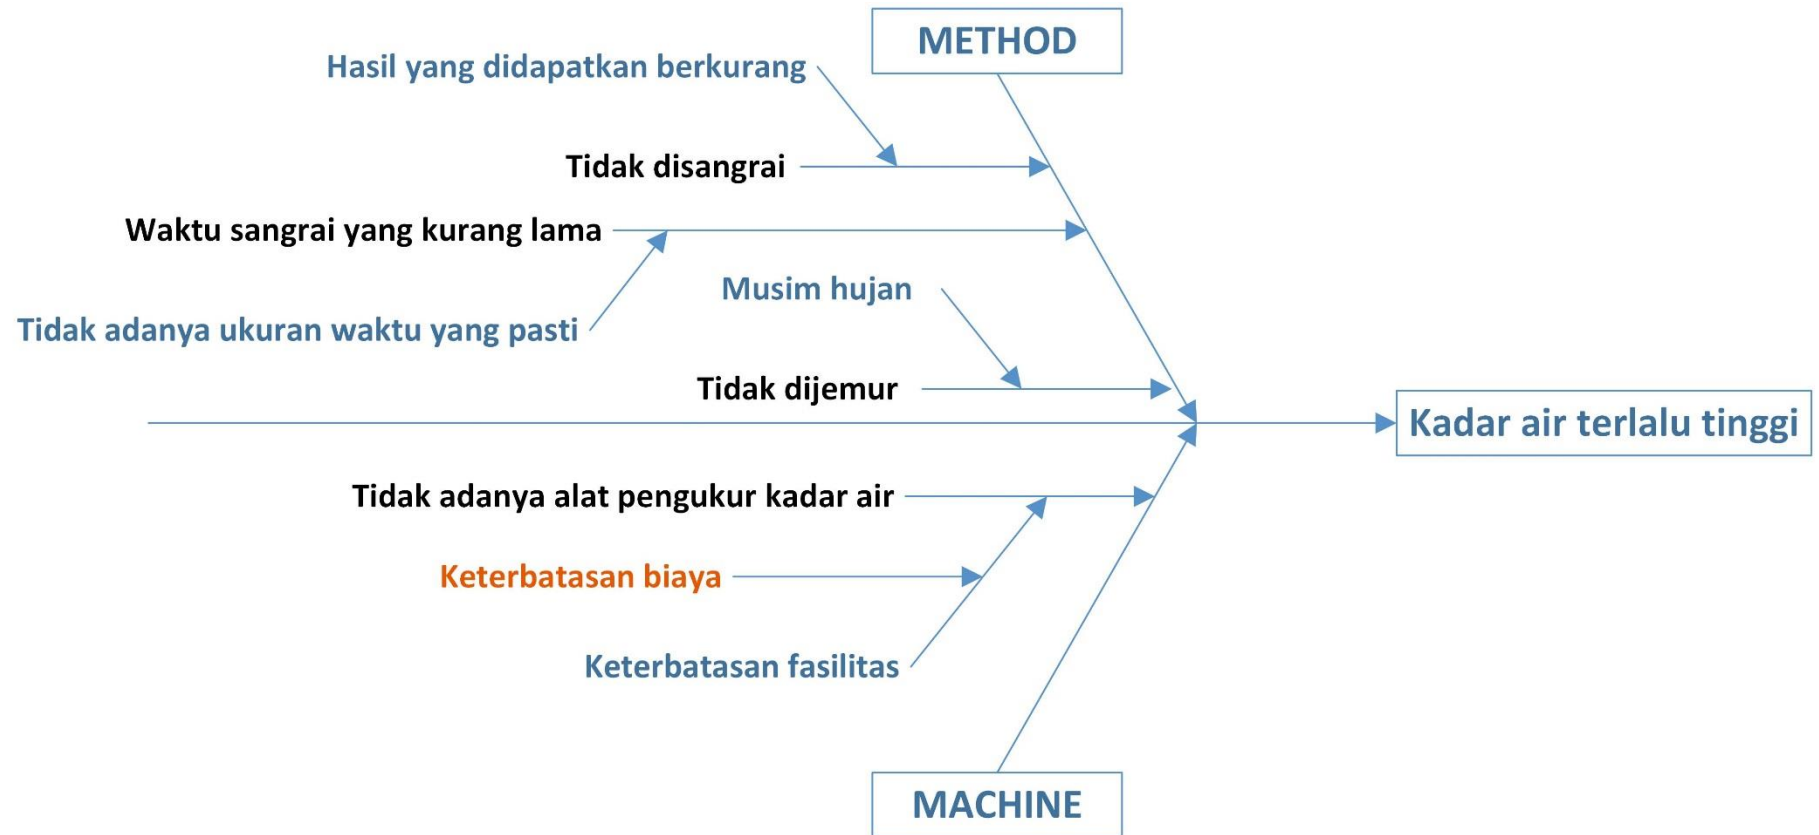 METHOD
Hasil yang didapatkan berkurang
Tidak disangrai
Waktu sangrai yang kurang lama
Musim hujan
Tidak adanya ukuran waktu yang pasti
Tidak dijemur
Kadar air terlalu tinggi
Tidak adanya alat pengukur kadar air
Keterbatasan biaya
Keterbatasan fasilitas
MACHINE